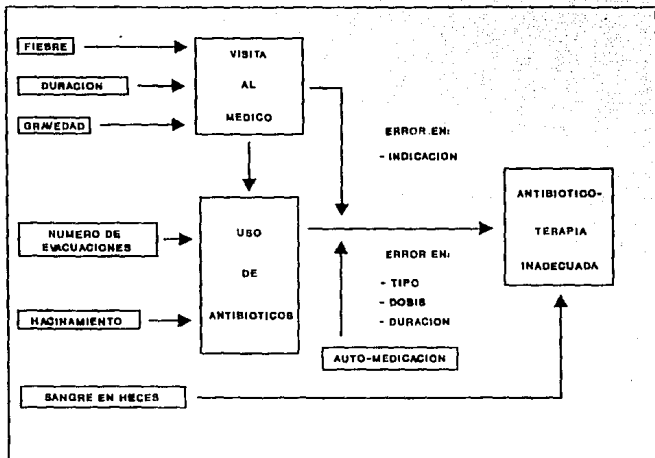 FIEBRE
DURACION
GRAVEDAD
VISITA
AL
MEDICO
ERROR EN:
- INDICACION
NUMERO DE
EVACUACIONES
HACINAMIENTO
USO
DE
ANTIBIOTICOS
ERROR EN:
- TIPO
- DOSIS
- DURACION
AUTO-MEDICACION
ANTIBIOTICO-
TERAPIA
INADECUADA
SANGRE EN HECES